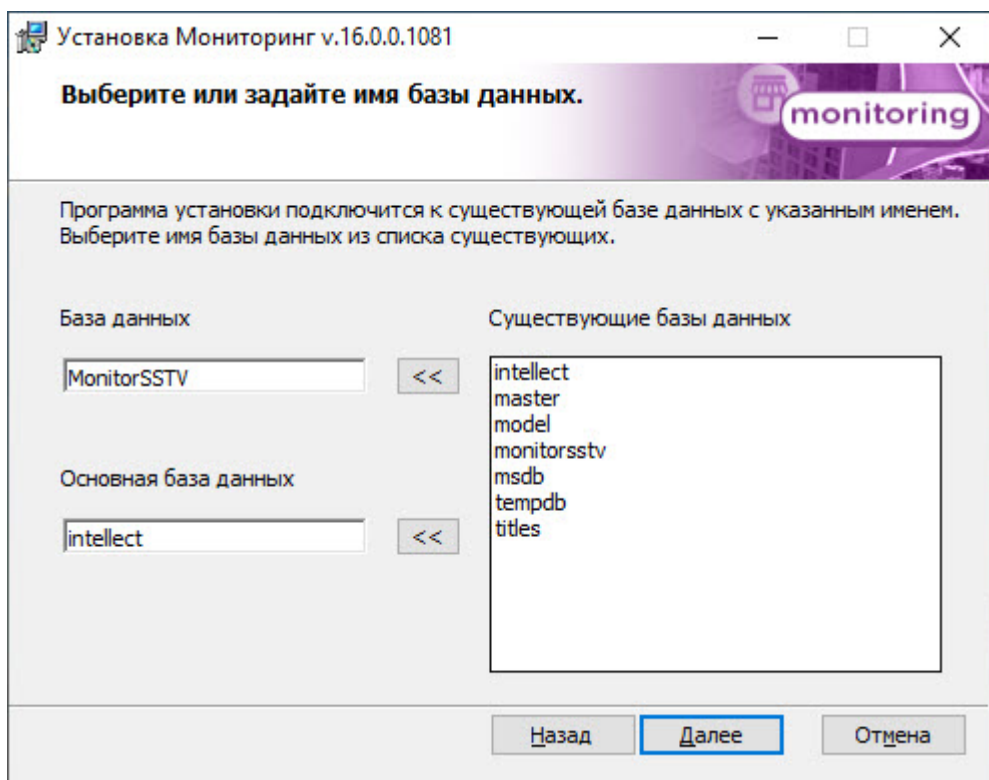 Установка Мониторинг v.16.0.0.1081
Выберите или задайте имя базы данных.
monitoring
Программа установки подключится к существующей базе данных с указанным именем.
Выберите имя базы данных из списка существующих.
База данных
MonitorSSTV
<<
Основная база данных
intellect
<<
Существующие базы данных
intellect
master
model
monitorsstv
msdb
tempdb
titles
Назад
Далее
Отмена